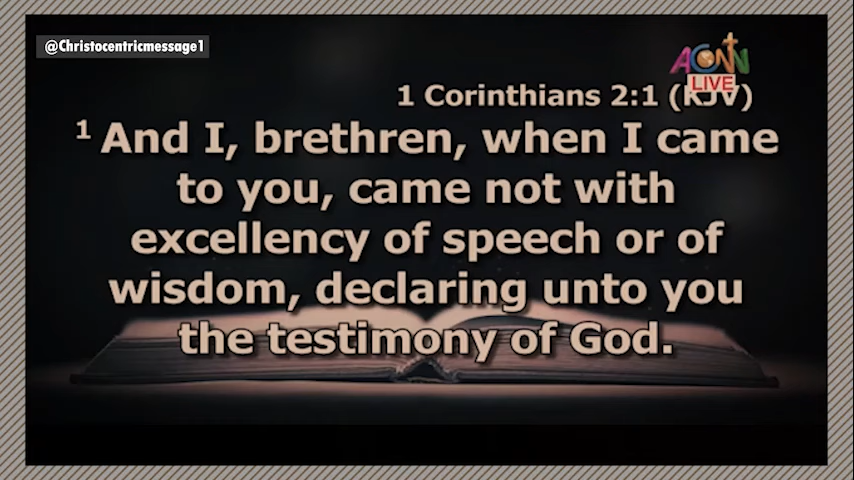 @Christocentricmessage1
ACNN
LIVE
1 Corinthians 2:1 (KJV)
1 And I, brethren, when I came
to you, came not with
excellency of speech or of
wisdom, declaring unto you
the testimony of God.